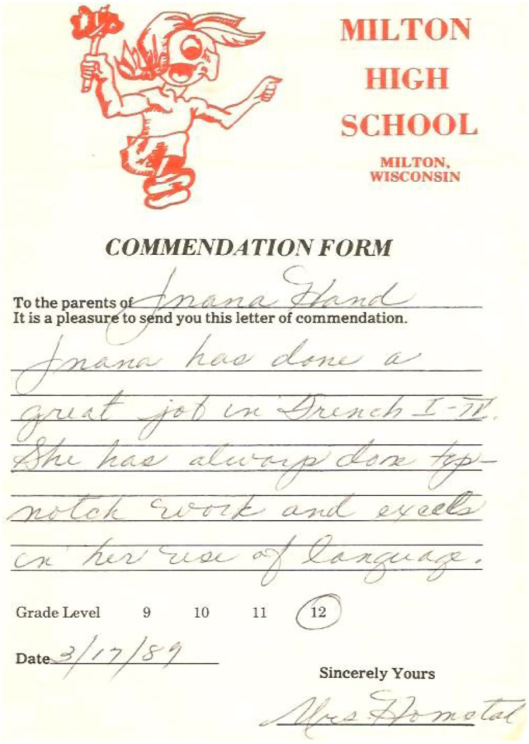 MILTON
HIGH
SCHOOL
MILTON,
WISCONSIN
COMMENDATION FORM
To the parents of Inana Hand
It is a pleasure to send you this letter of commendation.
Inana has done a
great job in French I-IV.
She has always done top-
notch work and excels
in her use of language.
Grade Level 9 10 11 12
Date 3/17/89
Sincerely Yours
Mrs.